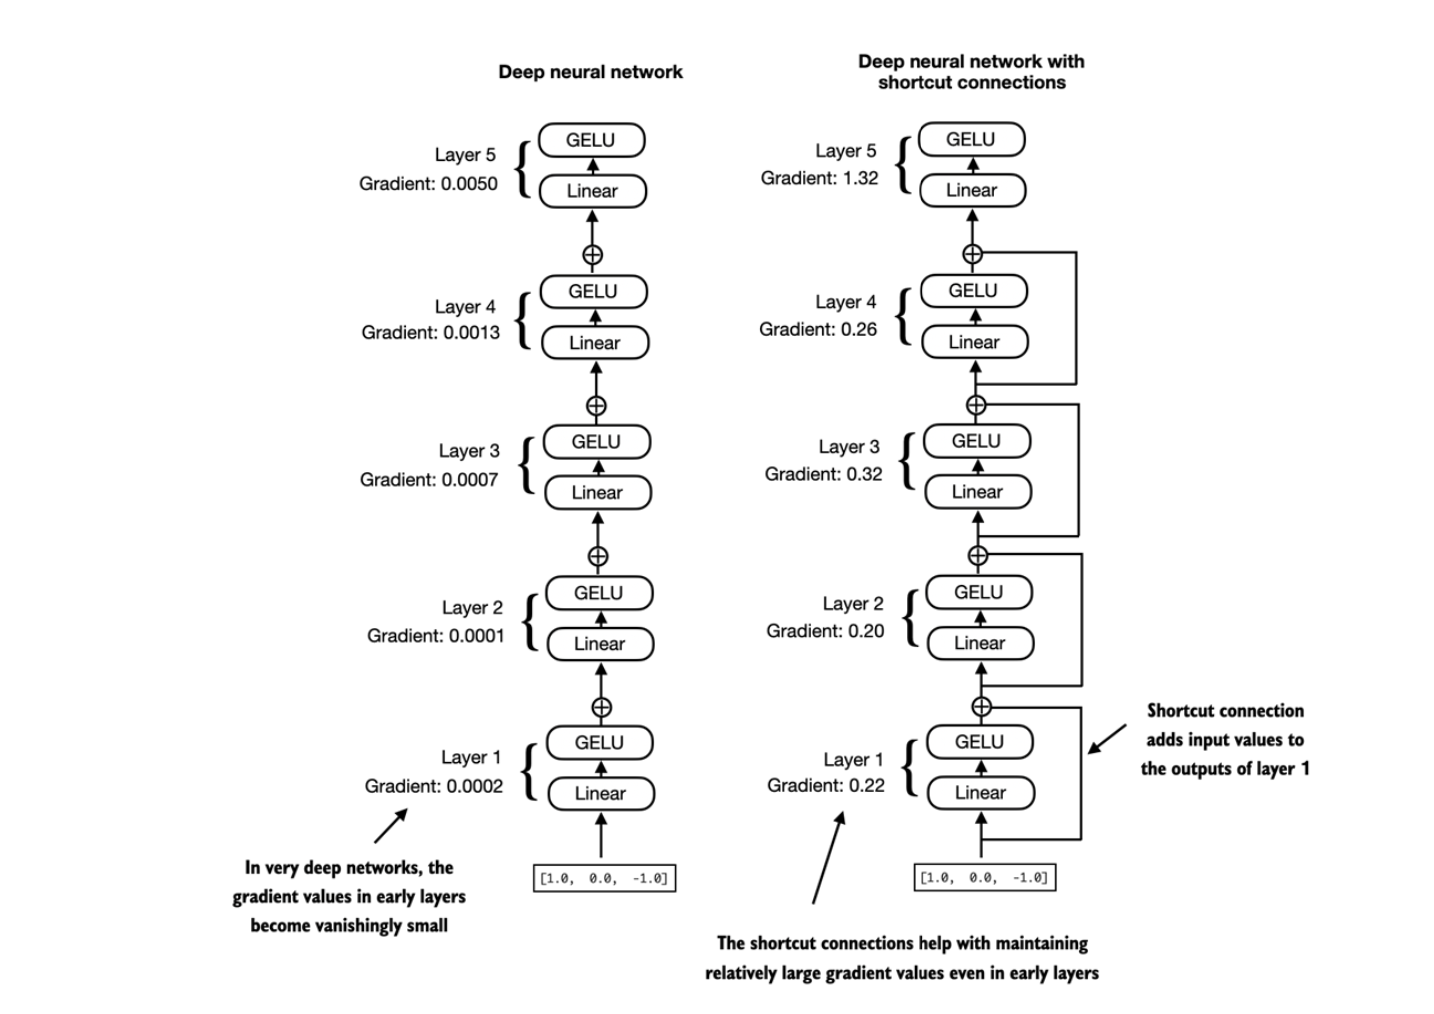 Deep neural network
GELU
Layer 5
Gradient: 0.0050
Linear
GELU
Layer 4
Gradient: 0.0013
Linear
GELU
Layer 3
Gradient: 0.0007
Linear
GELU
Layer 2
Gradient: 0.0001
Linear
GELU
Layer 1
Gradient: 0.0002
Linear
[1.0, 0.0, -1.0]
In very deep networks, the
gradient values in early layers
become vanishingly small
Deep neural network with
shortcut connections
GELU
Layer 5
Gradient: 1.32
Linear
GELU
Layer 4
Gradient: 0.26
Linear
GELU
Layer 3
Gradient: 0.32
Linear
GELU
Layer 2
Gradient: 0.20
Linear
GELU
Layer 1
Gradient: 0.22
Linear
[1.0, 0.0, -1.0]
Shortcut connection
adds input values to
the outputs of layer 1
The shortcut connections help with maintaining
relatively large gradient values even in early layers